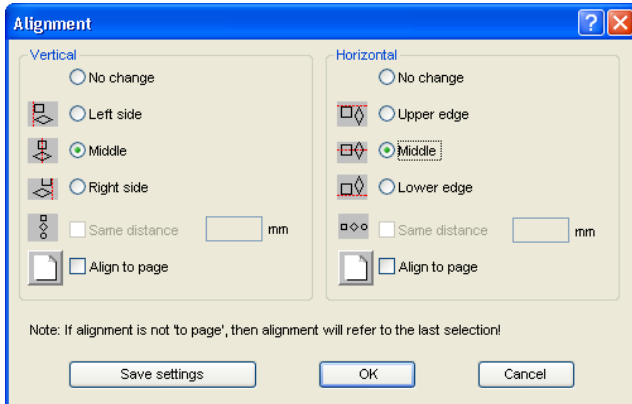 Alignment
Vertical
No change
Left side
Middle
Right side
Same distance mm
Align to page
Horizontal
No change
Upper edge
Middle
Lower edge
Same distance mm
Align to page
Note: If alignment is not 'to page', then alignment will refer to the last selection!
Save settings OK Cancel